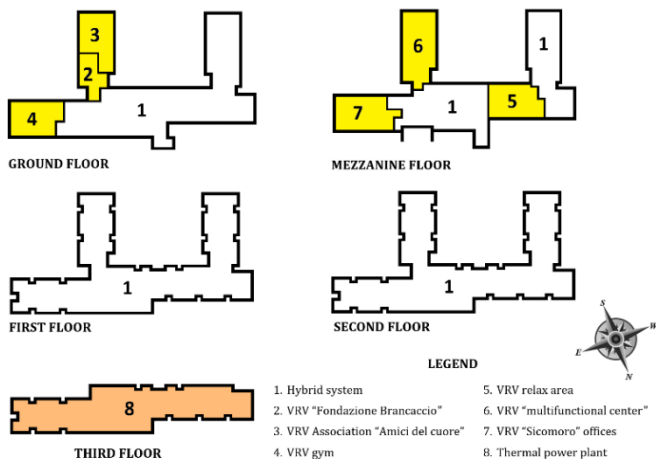 3
2
4
1
GROUND FLOOR
6
1
7
1
5
MEZZANINE FLOOR
1
FIRST FLOOR
1
SECOND FLOOR
S
W
E
N
8
THIRD FLOOR
LEGEND
1. Hybrid system
2. VRV "Fondazione Brancaccio"
3. VRV Association "Amici del cuore"
4. VRV gym
5. VRV relax area
6. VRV "multifunctional center"
7. VRV "Sicomoro" offices
8. Thermal power plant